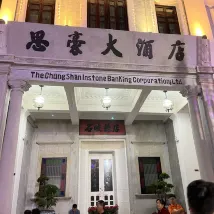 思豪大酒店
The Chung Shan Instone Banking Corporation, Ltd.